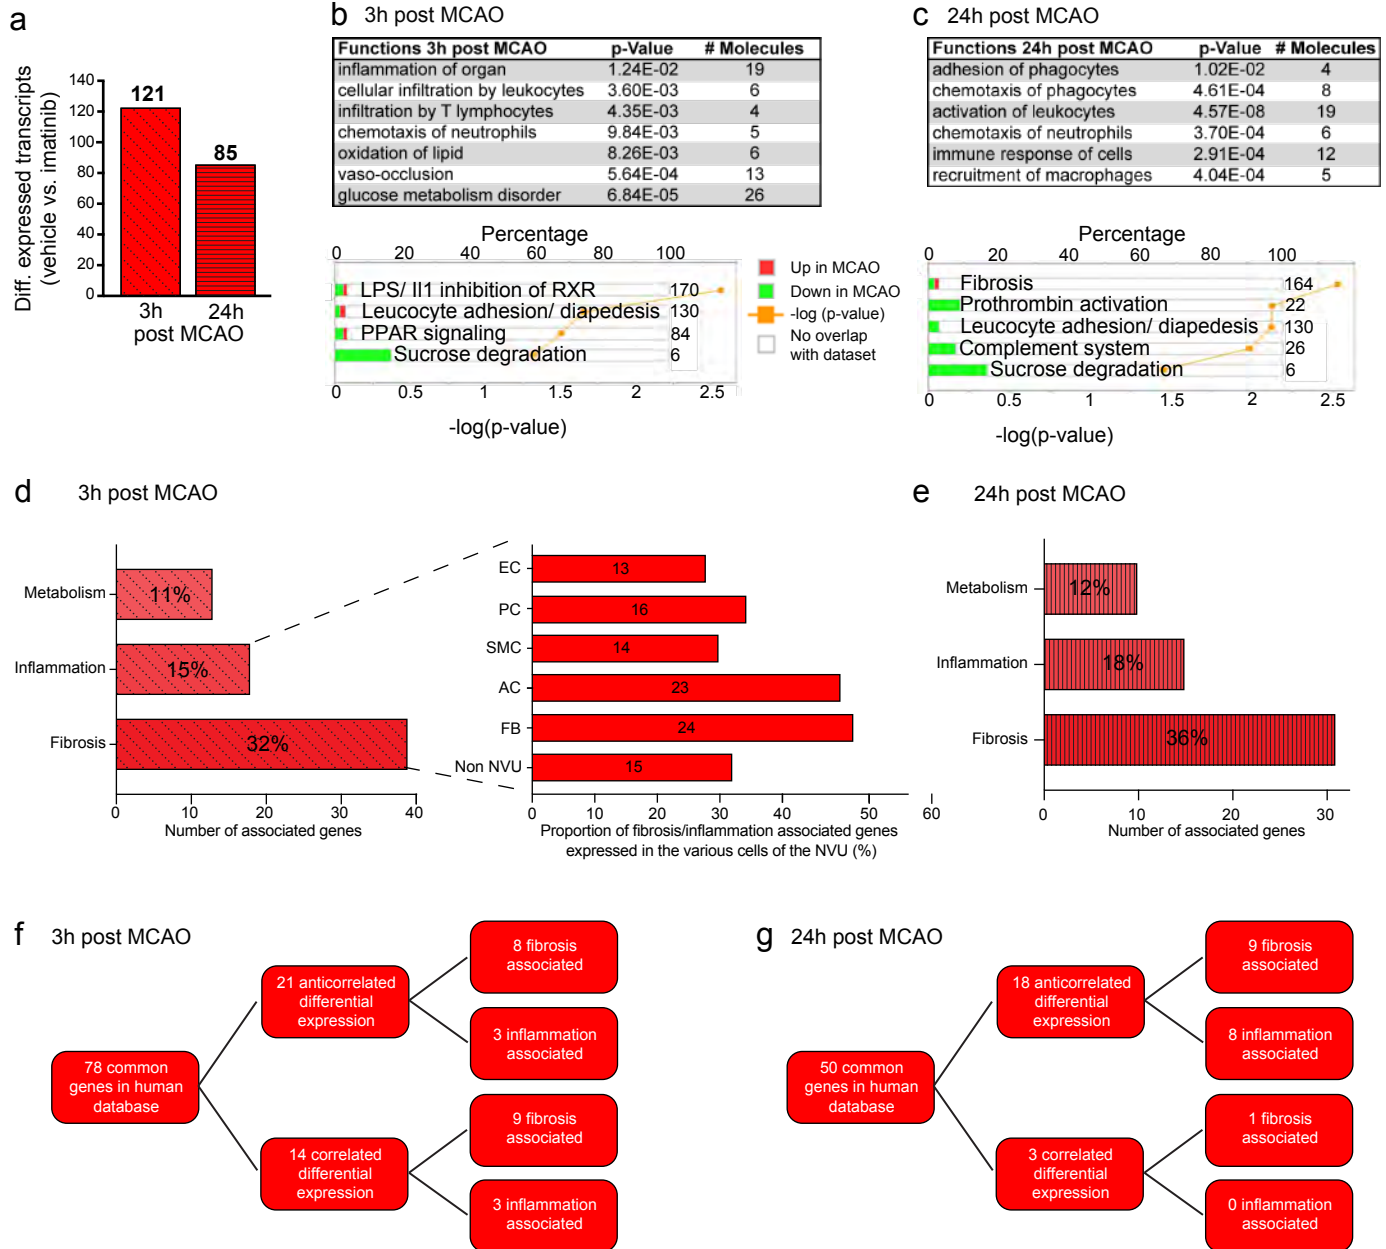 a
Diff. expressed transcripts
(vehicle vs. imatinib)
140
120
100
80
60
40
20
0
121
85
3h
24h
post MCAO
b
3h post MCAO
Functions 3h post MCAO p-Value # Molecules
inflammation of organ 1.24E-02 19
cellular infiltration by leukocytes 3.60E-03 6
infiltration by T lymphocytes 4.35E-03 4
chemotaxis of neutrophils 9.84E-03 5
oxidation of lipid 8.26E-03 6
vaso-occlusion 5.64E-04 13
glucose metabolism disorder 6.84E-05 26
Percentage
0 20 40 60 80 100
LPS/ Il1 inhibition of RXR 170
Leucocyte adhesion/ diapedesis 130
PPAR signaling 84
Sucrose degradation 6
0 0.5 1 1.5 2 2.5
-log(p-value)
Up in MCAO
Down in MCAO
-log (p-value)
No overlap
with dataset
c
24h post MCAO
Functions 24h post MCAO p-Value # Molecules
adhesion of phagocytes 1.02E-02 4
chemotaxis of phagocytes 4.61E-04 8
activation of leukocytes 4.57E-08 19
chemotaxis of neutrophils 3.70E-04 6
immune response of cells 2.91E-04 12
recruitment of macrophages 4.04E-04 5
Percentage
0 20 40 60 80 100
Fibrosis 164
Prothrombin activation 22
Leucocyte adhesion/ diapedesis 130
Complement system 26
Sucrose degradation 6
0 0.5 1 1.5 2 2.5
-log(p-value)
d
3h post MCAO
Metabolism 11%
Inflammation 15%
Fibrosis 32%
0 10 20 30 40
Number of associated genes
EC 13
PC 16
SMC 14
AC 23
FB 24
Non NVU 15
0 10 20 30 40 50 60
Proportion of fibrosis/inflammation associated genes
expressed in the various cells of the NVU (%)
e
24h post MCAO
Metabolism 12%
Inflammation 18%
Fibrosis 36%
0 10 20 30
Number of associated genes
f
3h post MCAO
78 common
genes in human
database
21 anticorrelated
differential
expression
8 fibrosis
associated
3 inflammation
associated
14 correlated
differential
expression
9 fibrosis
associated
3 inflammation
associated
g
24h post MCAO
50 common
genes in human
database
18 anticorrelated
differential
expression
9 fibrosis
associated
8 inflammation
associated
3 correlated
differential
expression
1 fibrosis
associated
0 inflammation
associated